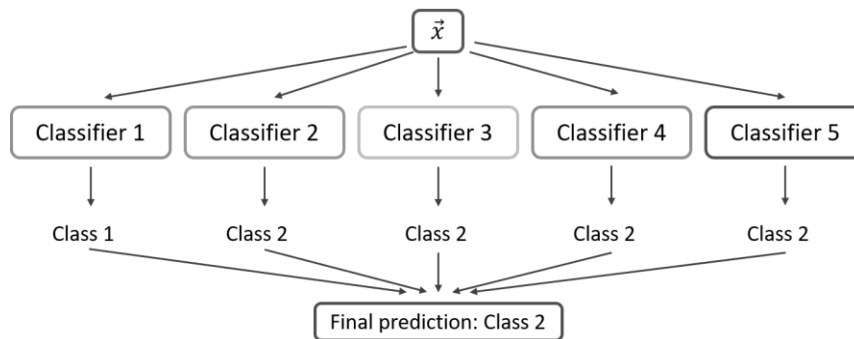 x⃗
Classifier 1 Classifier 2 Classifier 3 Classifier 4 Classifier 5
Class 1 Class 2 Class 2 Class 2 Class 2
Final prediction: Class 2